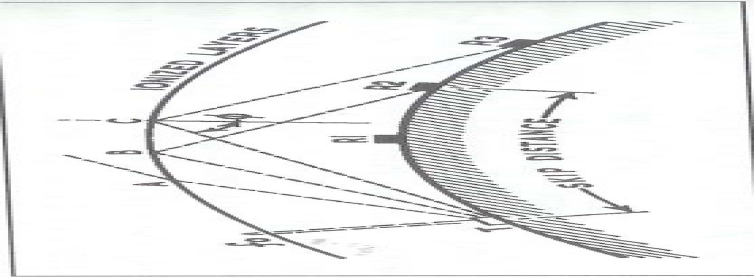 IONIZED LAYERS
C
B
A
R1
R2
R3
T
SKIP DISTANCE